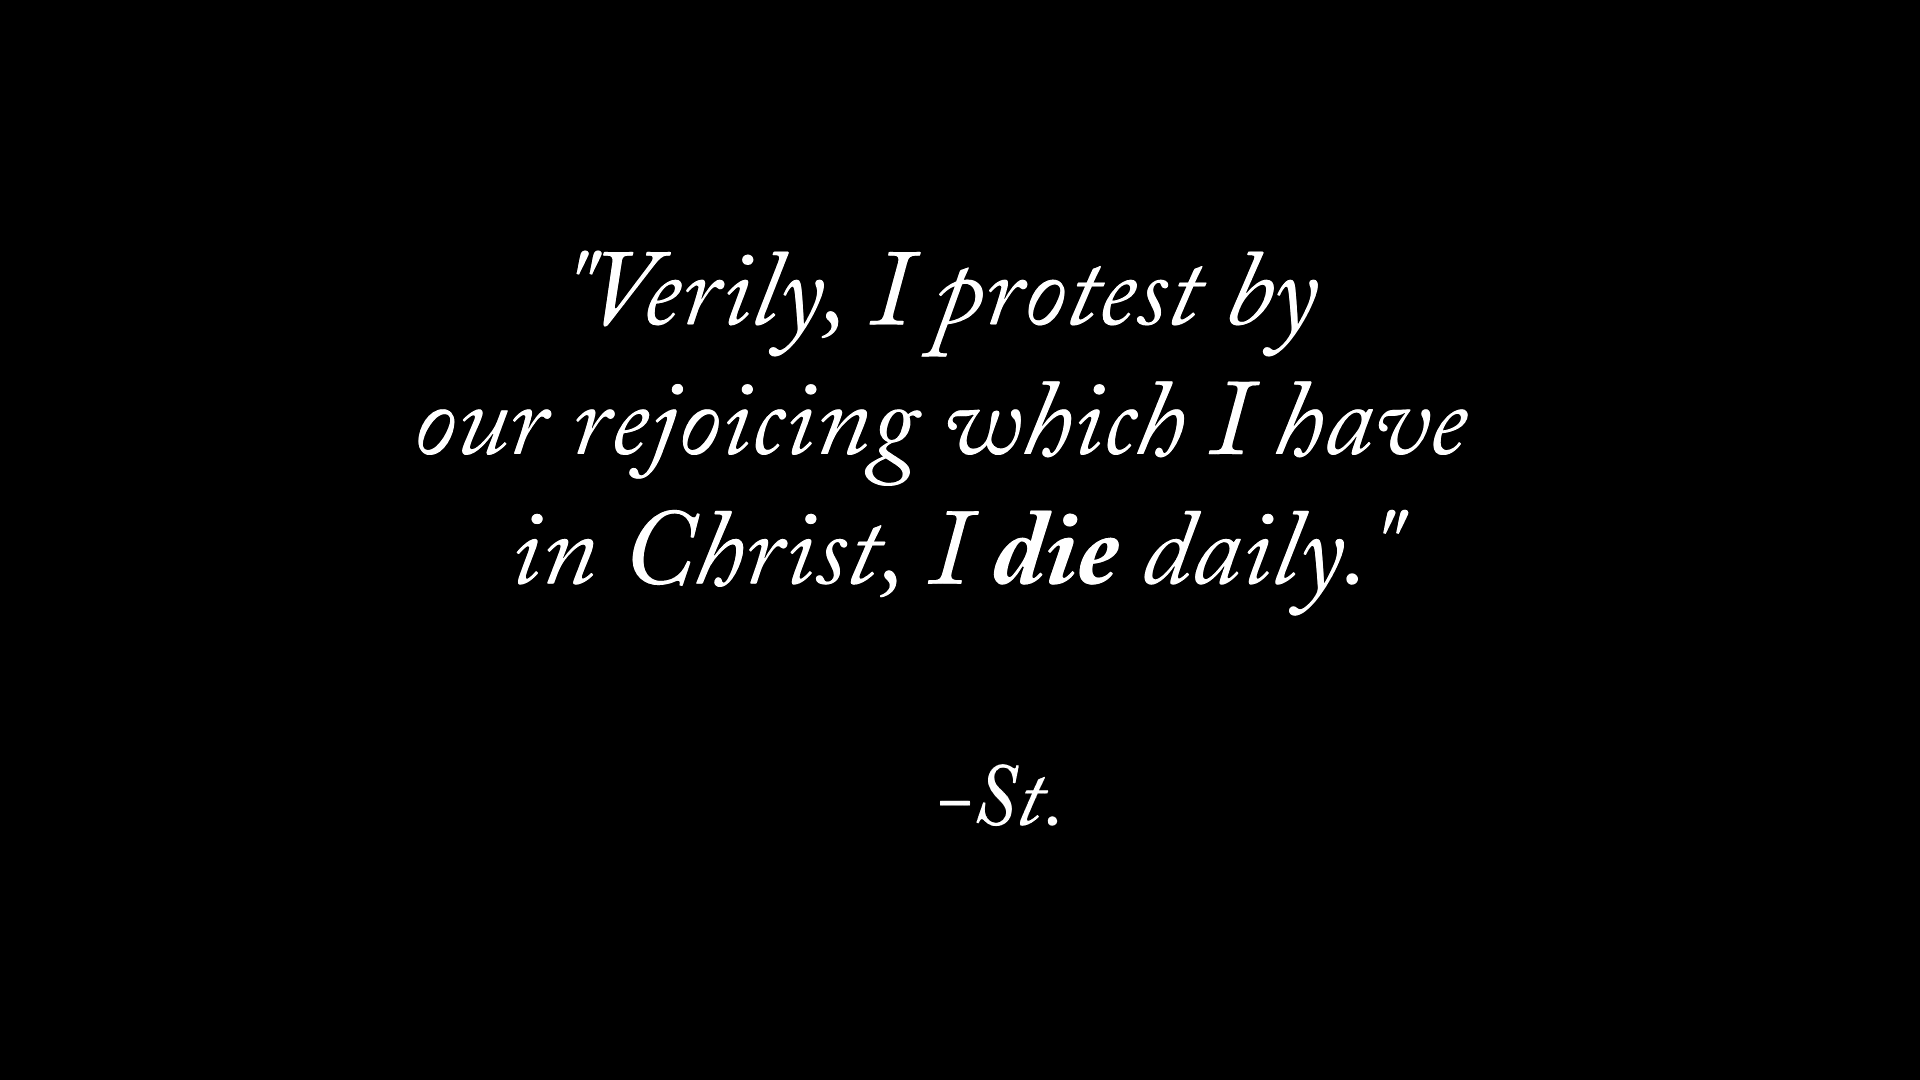 "Verily, I protest by
our rejoicing which I have
in Christ, I die daily."
-St.